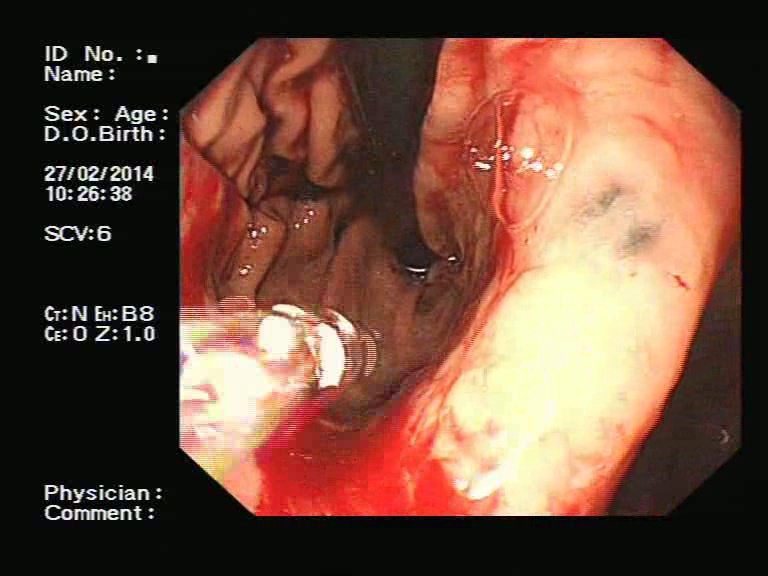 ID No. :
Name:
Sex: Age:
D.O.Birth:
27/02/2014
10:26:38
SCV:6
CT:N EH:B8
CE:0 Z:1.0
Physician:
Comment: